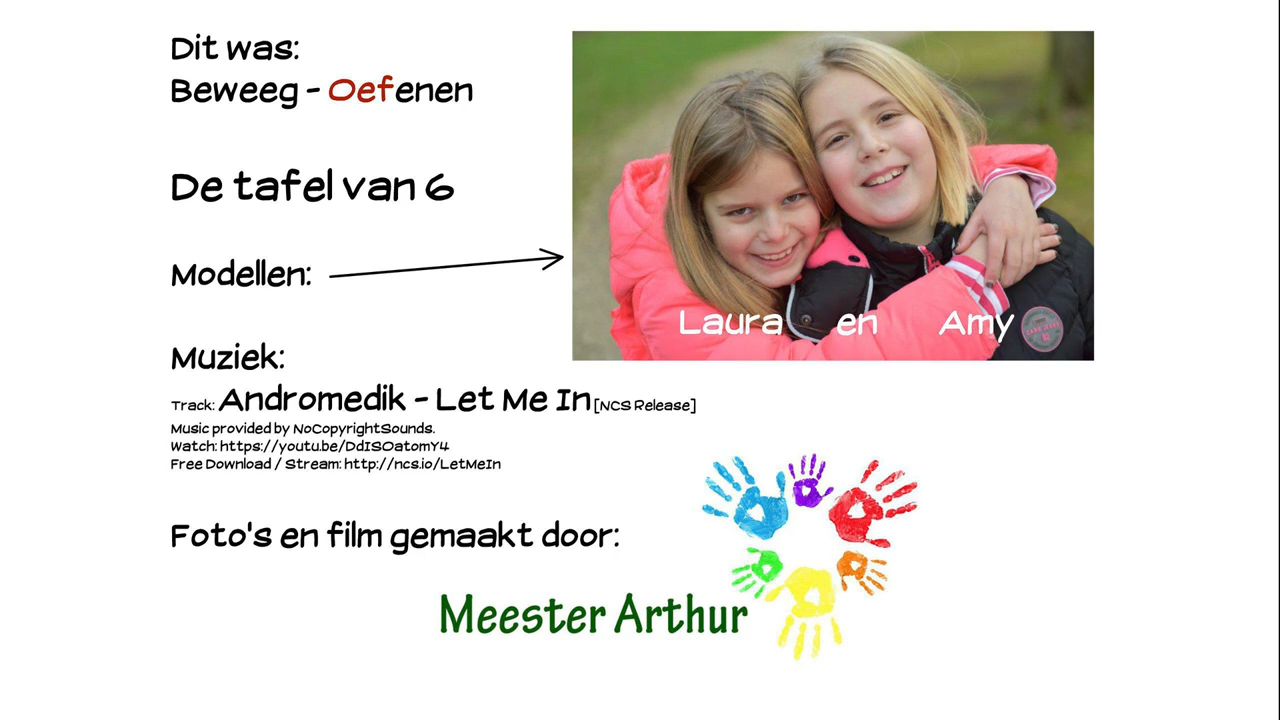 Dit was:
Beweeg - Oefenen
De tafel van 6
Modellen:
Laura en Amy
Muziek:
Track: Andromedik - Let Me In [NCS Release]
Music provided by NoCopyrightSounds.
Watch: https://youtu.be/DdISOatomY4
Free Download / Stream: http://ncs.io/LetMeIn
Foto's en film gemaakt door:
Meester Arthur